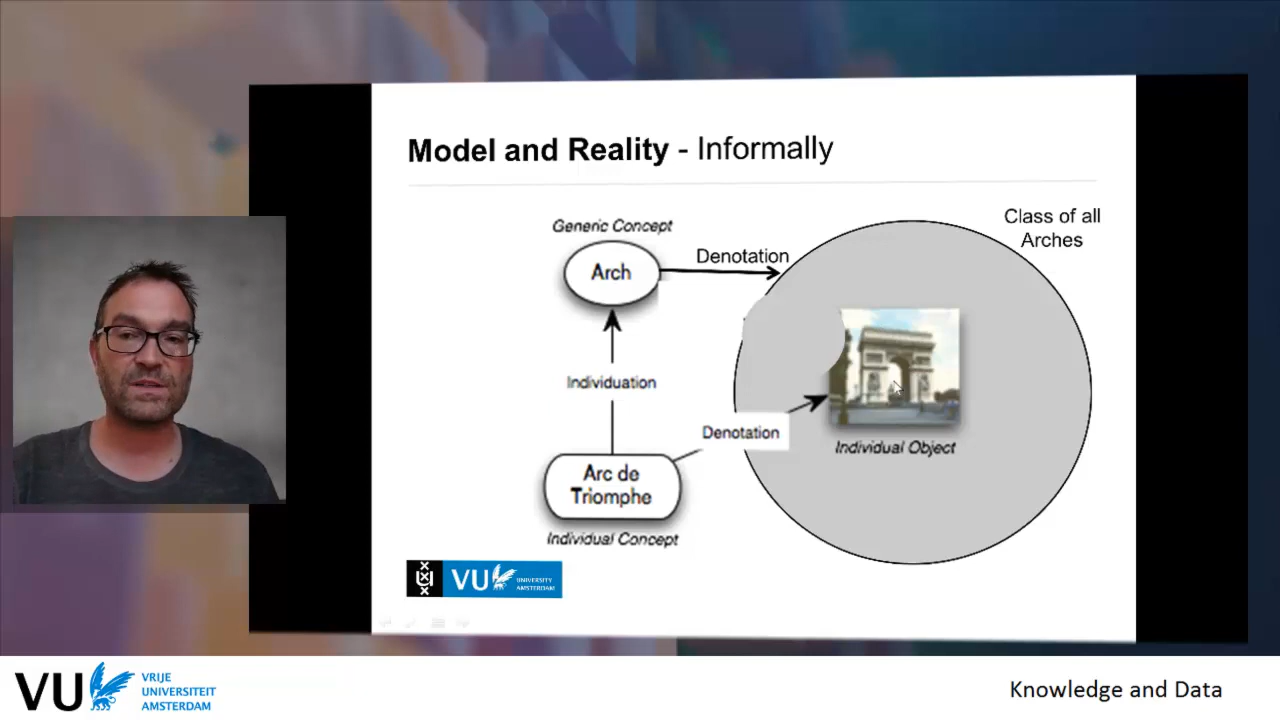 Model and Reality - Informally
Class of all
Arches
Generic Concept
Denotation
Arch
Individuation
Denotation
Individual Object
Arc de
Triomphe
Individual Concept
VU
UNIVERSITY
AMSTERDAM
VU
VRIJE
UNIVERSITEIT
AMSTERDAM
Knowledge and Data